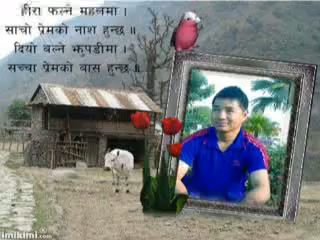 हीरा फल्ने महलमा ।
साचो प्रेमको नाश हुन्छ ॥
दियो बल्ने झुपडीमा ।
सच्चा प्रेमको बास हुन्छ ॥
imikimi.com